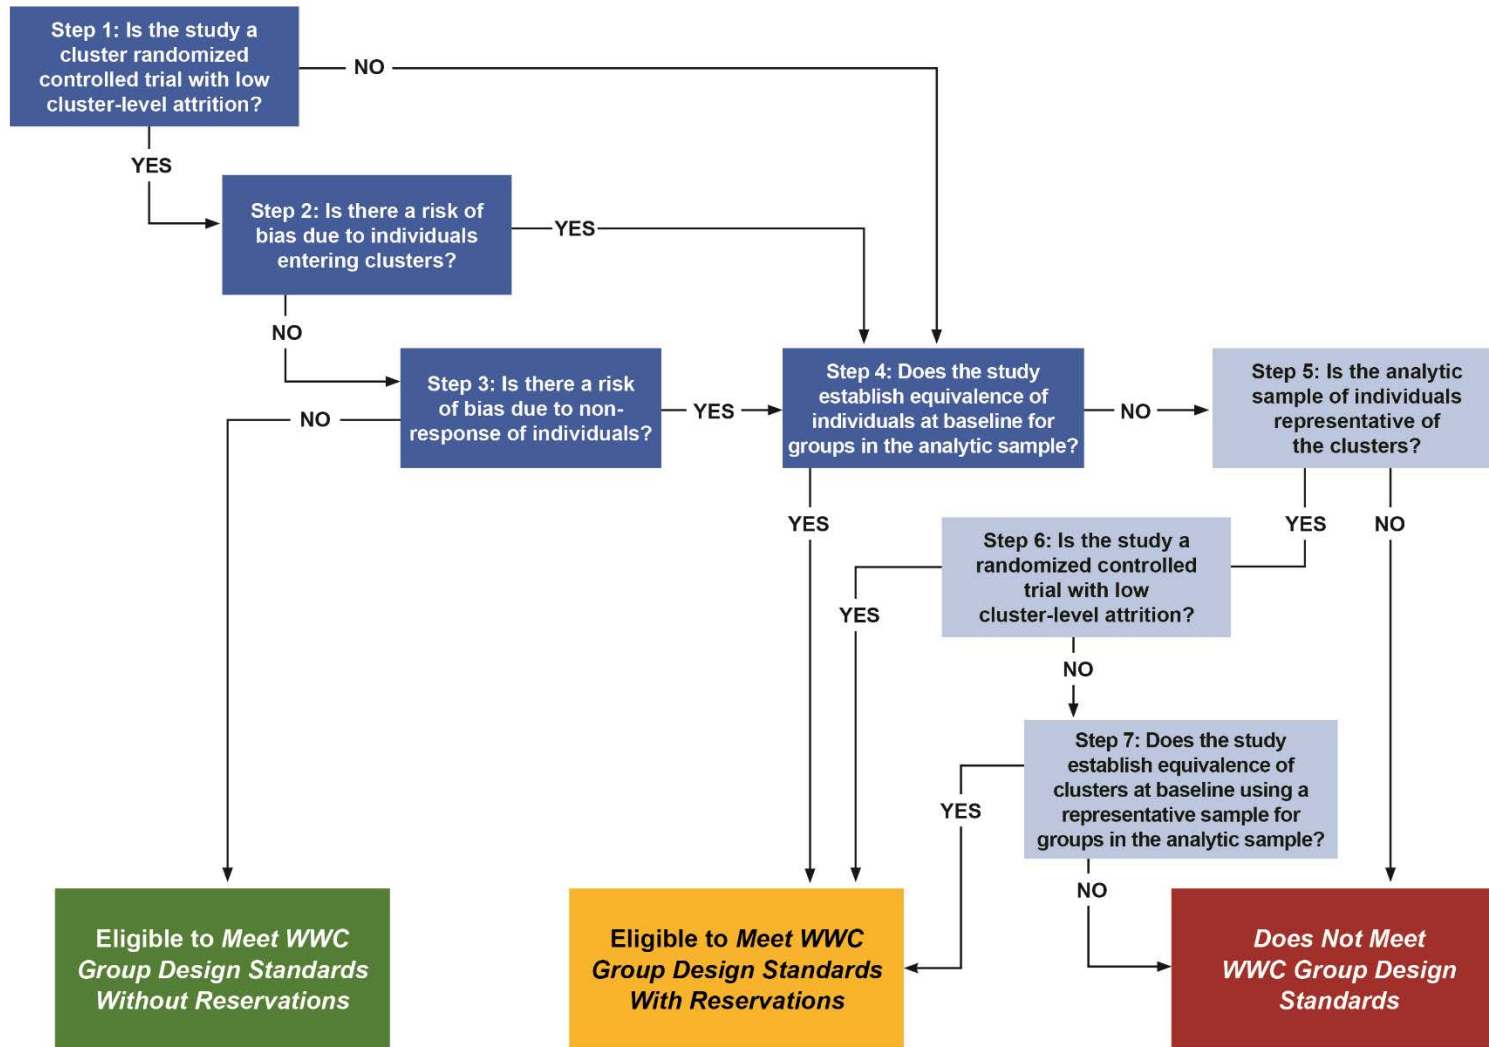 Step 1: Is the study a
cluster randomized
controlled trial with low
cluster-level attrition?
NO
YES
Step 2: Is there a risk of
bias due to individuals
entering clusters?
YES
NO
Step 3: Is there a risk
of bias due to non-
response of individuals?
NO
YES
Step 4: Does the study
establish equivalence of
individuals at baseline for
groups in the analytic sample?
NO
YES
Step 5: Is the analytic
sample of individuals
representative of
the clusters?
YES
NO
Step 6: Is the study a
randomized controlled
trial with low
cluster-level attrition?
YES
NO
Step 7: Does the study
establish equivalence of
clusters at baseline using a
representative sample for
groups in the analytic sample?
YES
NO
Eligible to Meet WWC
Group Design Standards
Without Reservations
Eligible to Meet WWC
Group Design Standards
With Reservations
Does Not Meet
WWC Group Design
Standards